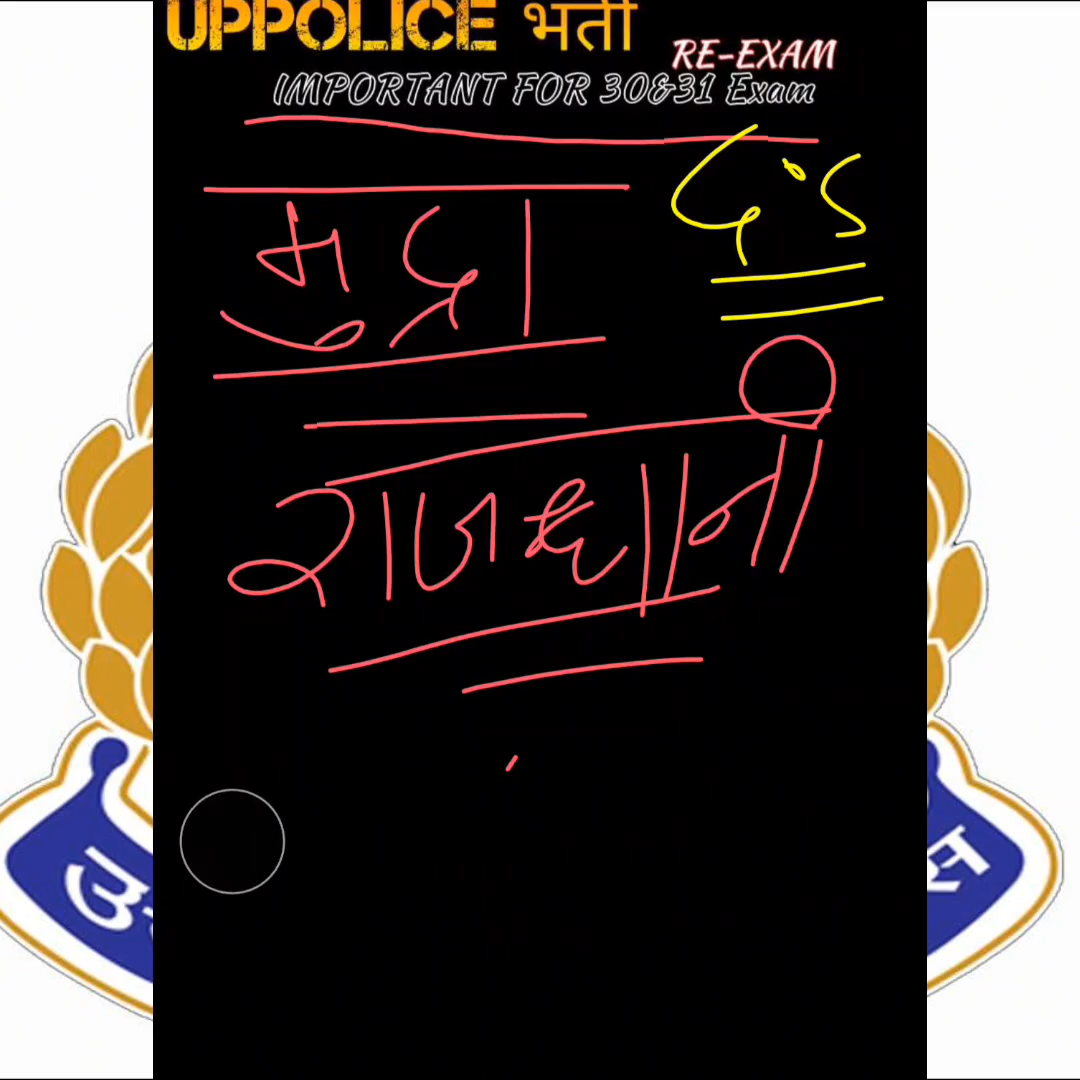 UPPOLICE भर्ती
RE-EXAM
IMPORTANT FOR 30&31 Exam
दंड
मुद्रा
राजधानी